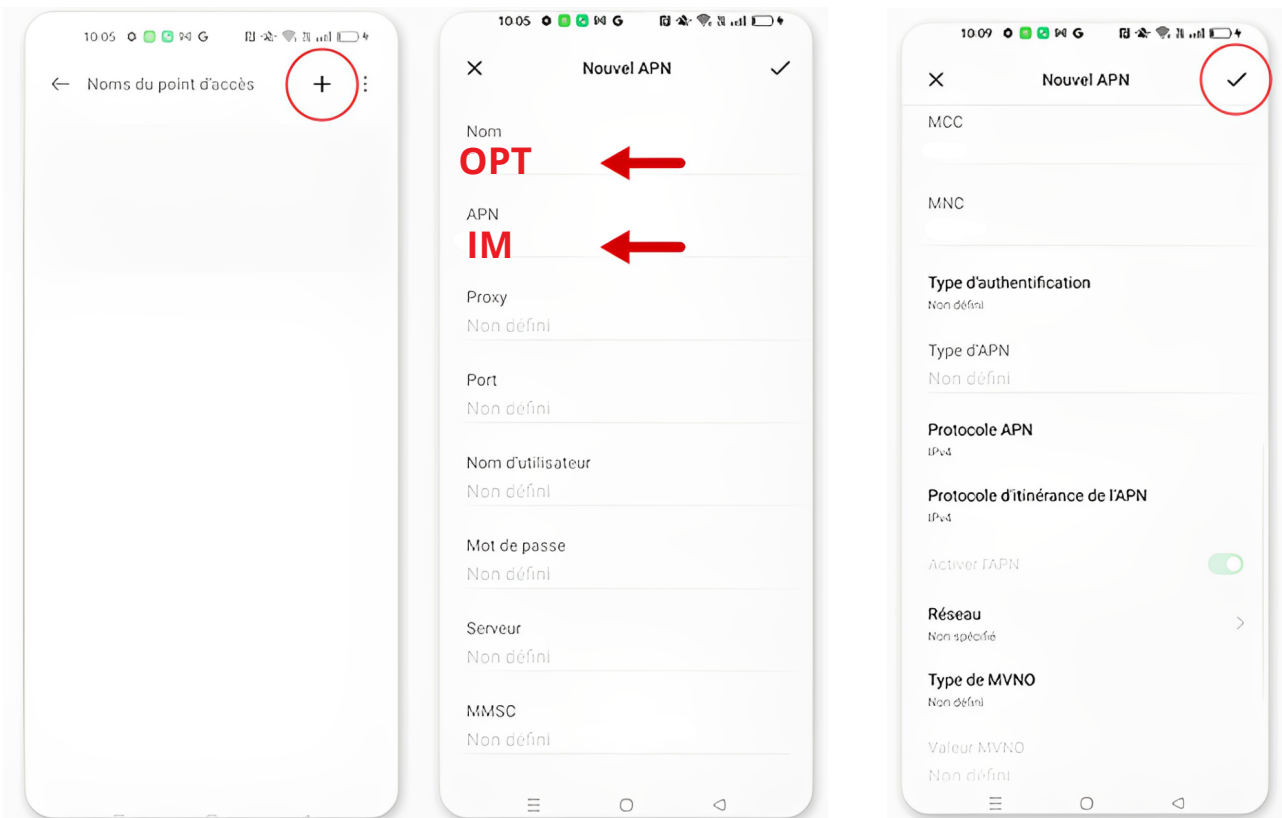 10:05
G
Noms du point d'accès
10:05
G
Nouvel APN
Nom
OPT
APN
IM
Proxy
Non défini
Port
Non défini
Nom d'utilisateur
Non défini
Mot de passe
Non défini
Serveur
Non défini
MMSC
Non défini
10:09
G
Nouvel APN
MCC
MNC
Type d'authentification
Non défini
Type d'APN
Non défini
Protocole APN
IPv4
Protocole d'itinérance de l'APN
IPv4
Activer l'APN
Réseau
Non spécifié
Type de MVNO
Non défini
Valeur MVNO
Non défini